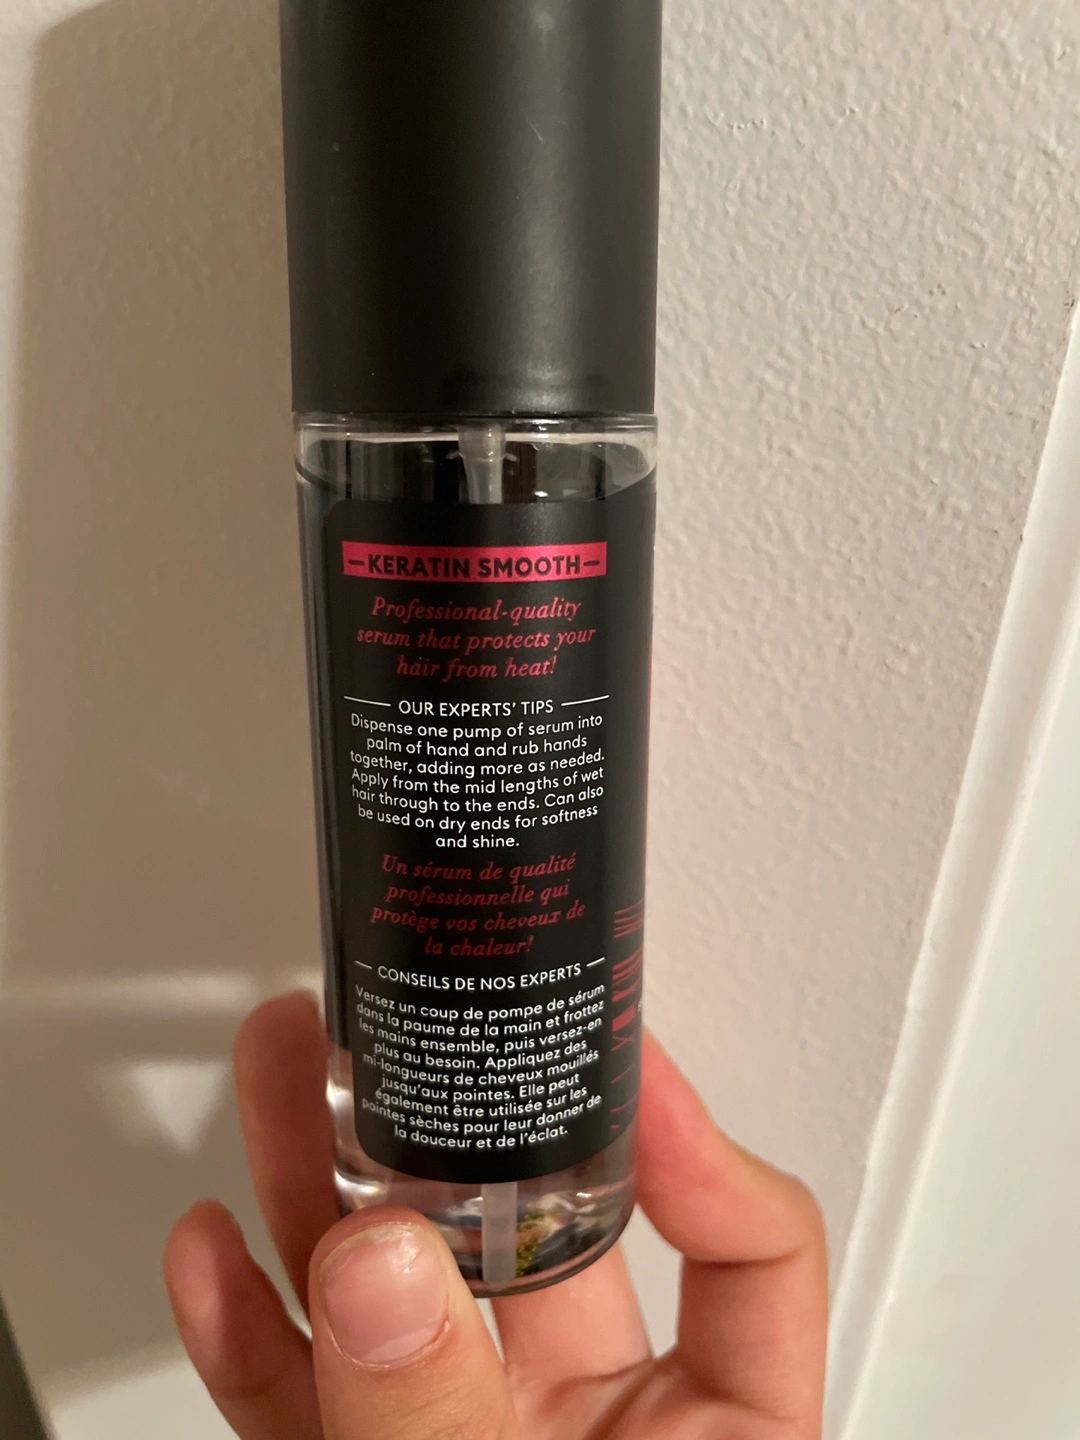 —KERATIN SMOOTH—
Professional-quality
serum that protects your
hair from heat!
OUR EXPERTS' TIPS
Dispense one pump of serum into
palm of hand and rub hands
together, adding more as needed.
Apply from the mid lengths of wet
hair through to the ends. Can also
be used on dry ends for softness
and shine.
Un sérum de qualité
professionnelle qui
protège vos cheveux de
la chaleur!
CONSEILS DE NOS EXPERTS
Versez un coup de pompe de sérum
dans la paume de la main et frottez
les mains ensemble, puis versez-en
plus au besoin. Appliquez des
mi-longueurs de cheveux mouillés
jusqu'aux pointes. Elle peut
également être utilisée sur les
pointes sèches pour leur donner de
la douceur et de l'éclat.